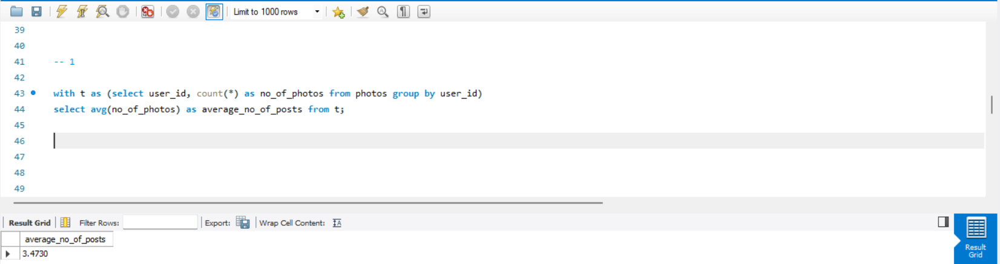 Limit to 1000 rows
39
40
41 -- 1
42
43 with t as (select user_id, count(*) as no_of_photos from photos group by user_id)
44 select avg(no_of_photos) as average_no_of_posts from t;
45
46
47
48
49
Result Grid Filter Rows: Export: Wrap Cell Content:
average_no_of_posts
3.4730
Result
Grid